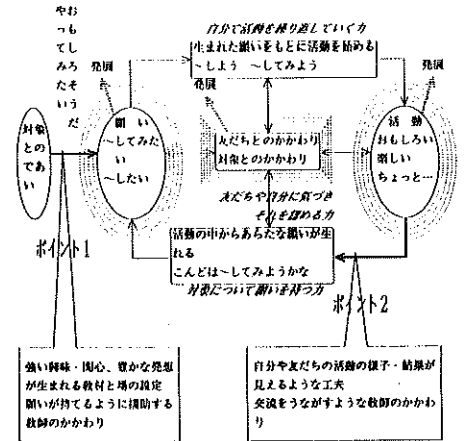 おもしろそうだ
やってみたい
自分で活動を繰り返していく力
生まれた願いをもとに活動を始める
～しよう　～してみよう
発展
発展
発展
対象
との
であ
い
願い
～してみた
い
～したい
友だちとのかかわり
対象とのかかわり
活動
おもしろい
楽しい
ちょっと…
友だちや自分に気づき
それを認める力
活動の中からあらたな願いが生
れる
こんどは～してみようかな
対象について願いを持つ力
ポイント1
ポイント2
強い興味・関心、豊かな発想
が生まれる教材と場の設定
願いが持てるように援助する
教師のかかわり
自分や友だちの活動の様子・結果が
見えるような工夫
交流をうながすような教師のかかわ
り